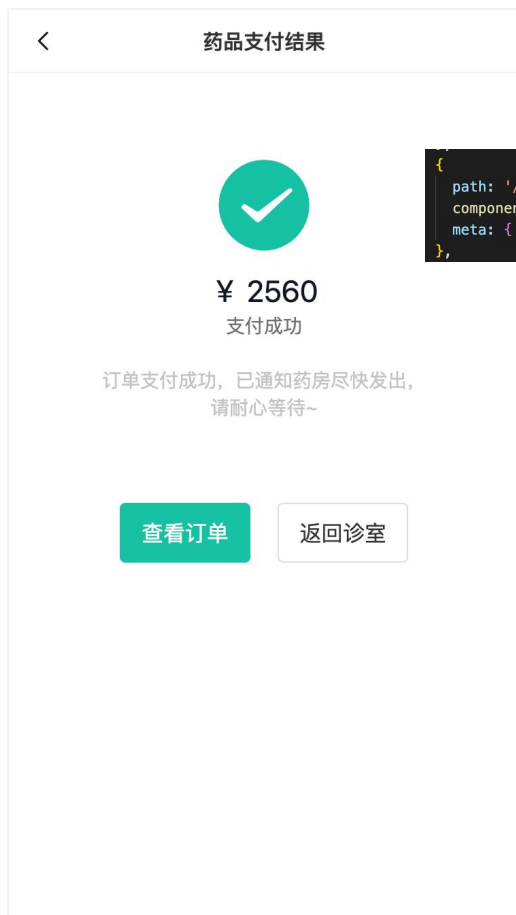 药品支付结果
{
path: '/
meta: {
},
¥ 2560
支付成功
订单支付成功，已通知药房尽快发出，
请耐心等待~
查看订单
返回诊室